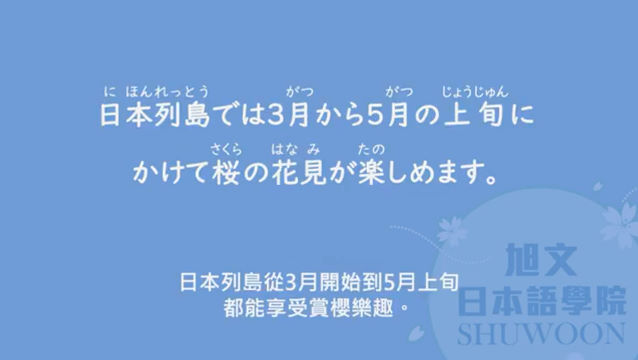 に ほんれっとう がつ がつ じょうじゅん
日本列島では3月から5月の上旬に
さくら はな み たの
かけて桜の花見が楽しめます。
日本列島從3月開始到5月上旬
都能享受賞櫻樂趣。
旭文
日本語學院
SHUWOON